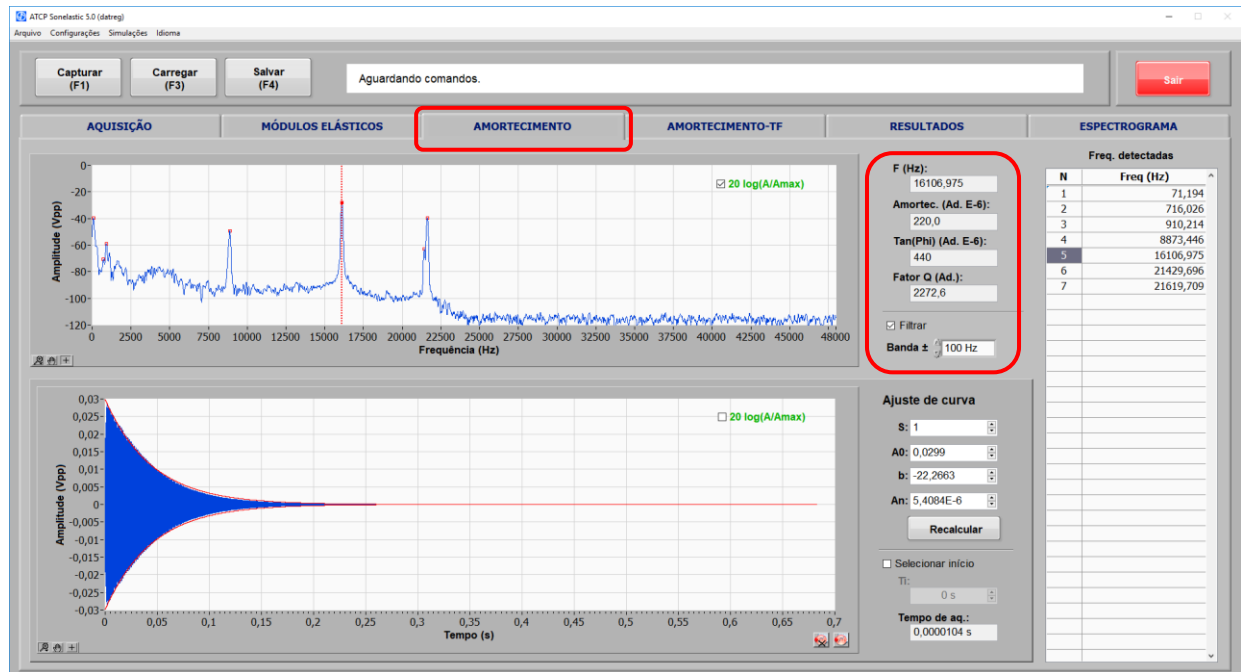 ATCP Sonelastic 5.0 (datreg)
Arquivo Configurações Simulações Idioma
Capturar
(F1)
Carregar
(F3)
Salvar
(F4)
Aguardando comandos.
Sair
AQUISIÇÃO MÓDULOS ELÁSTICOS AMORTECIMENTO AMORTECIMENTO-TF RESULTADOS ESPECTROGRAMA
Amplitude (Vpp)
0
-20
-40
-60
-80
-100
-120
20 log(A/Amax)
0 2500 5000 7500 10000 12500 15000 17500 20000 22500 25000 27500 30000 32500 35000 37500 40000 42500 45000 48000
Frequência (Hz)
F (Hz):
16106,975
Amortec. (Ad. E-6):
220,0
Tan(Phi) (Ad. E-6):
440
Fator Q (Ad.):
2272,6
Filtrar
Banda ± 100 Hz
Freq. detectadas
N Freq (Hz)
1 71,194
2 716,026
3 910,214
4 8873,446
5 16106,975
6 21429,696
7 21619,709
Amplitude (Vpp)
0,03
0,025
0,02
0,015
0,01
0,005
0
-0,005
-0,01
-0,015
-0,02
-0,025
-0,03
20 log(A/Amax)
0 0,05 0,1 0,15 0,2 0,25 0,3 0,35 0,4 0,45 0,5 0,55 0,6 0,65 0,7
Tempo (s)
Ajuste de curva
S: 1
A0: 0,0299
b: -22,2663
An: 5,4084E-6
Recalcular
Selecionar início
Ti:
0 s
Tempo de aq.:
0,0000104 s